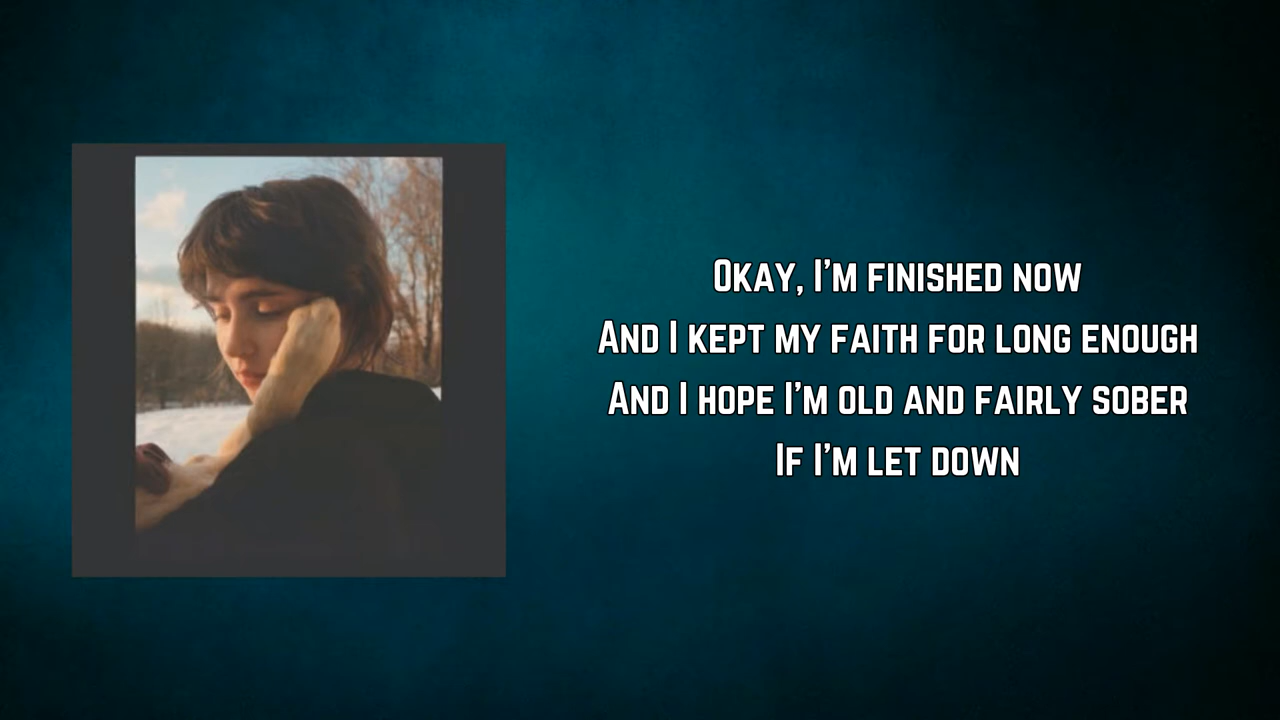 Okay, I'm finished now
And I kept my faith for long enough
And I hope I'm old and fairly sober
If I'm let down